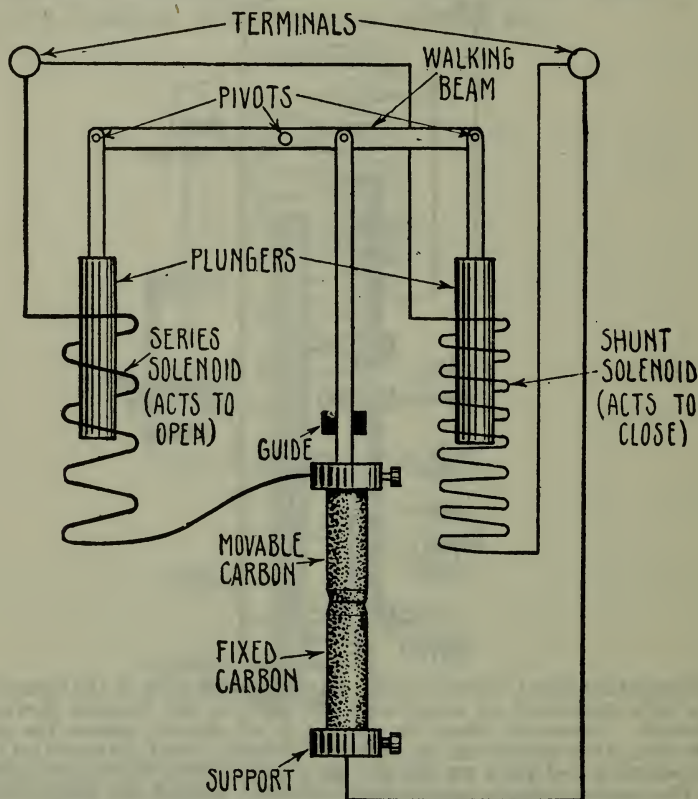 TERMINALS
WALKING
BEAM
PIVOTS
PLUNGERS
SERIES
SOLENOID
(ACTS TO
OPEN)
SHUNT
SOLENOID
(ACTS TO
CLOSE)
GUIDE
MOVABLE
CARBON
FIXED
CARBON
SUPPORT